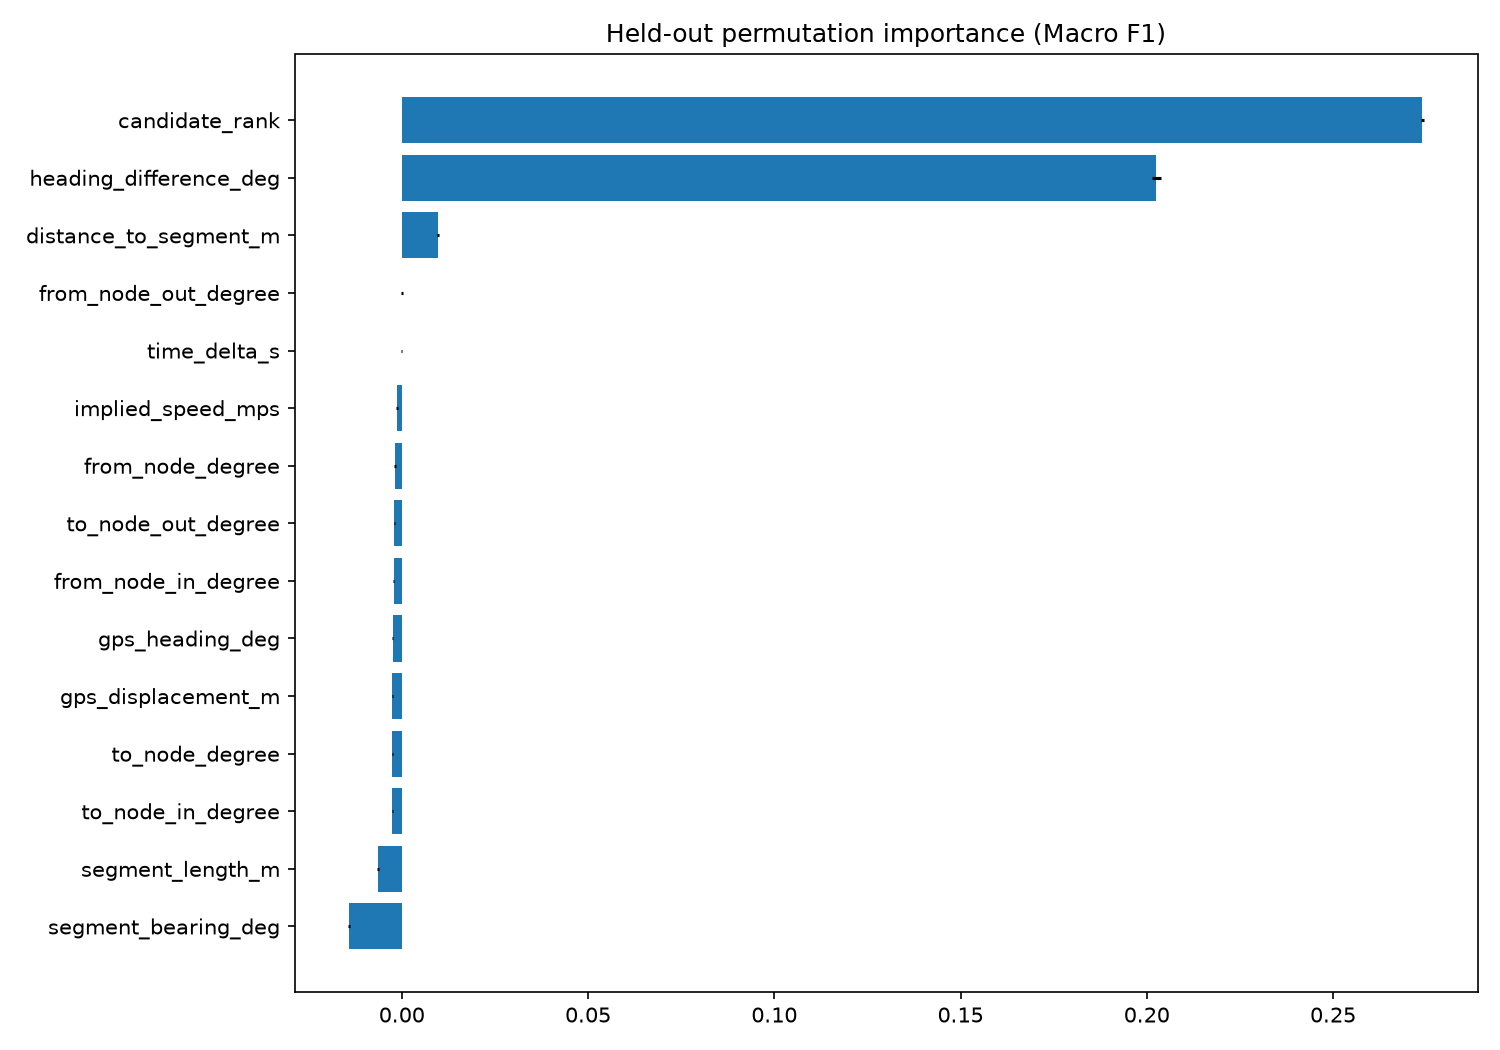 Held-out permutation importance (Macro F1)
candidate_rank
heading_difference_deg
distance_to_segment_m
from_node_out_degree
time_delta_s
implied_speed_mps
from_node_degree
to_node_out_degree
from_node_in_degree
gps_heading_deg
gps_displacement_m
to_node_degree
to_node_in_degree
segment_length_m
segment_bearing_deg
0.00 0.05 0.10 0.15 0.20 0.25